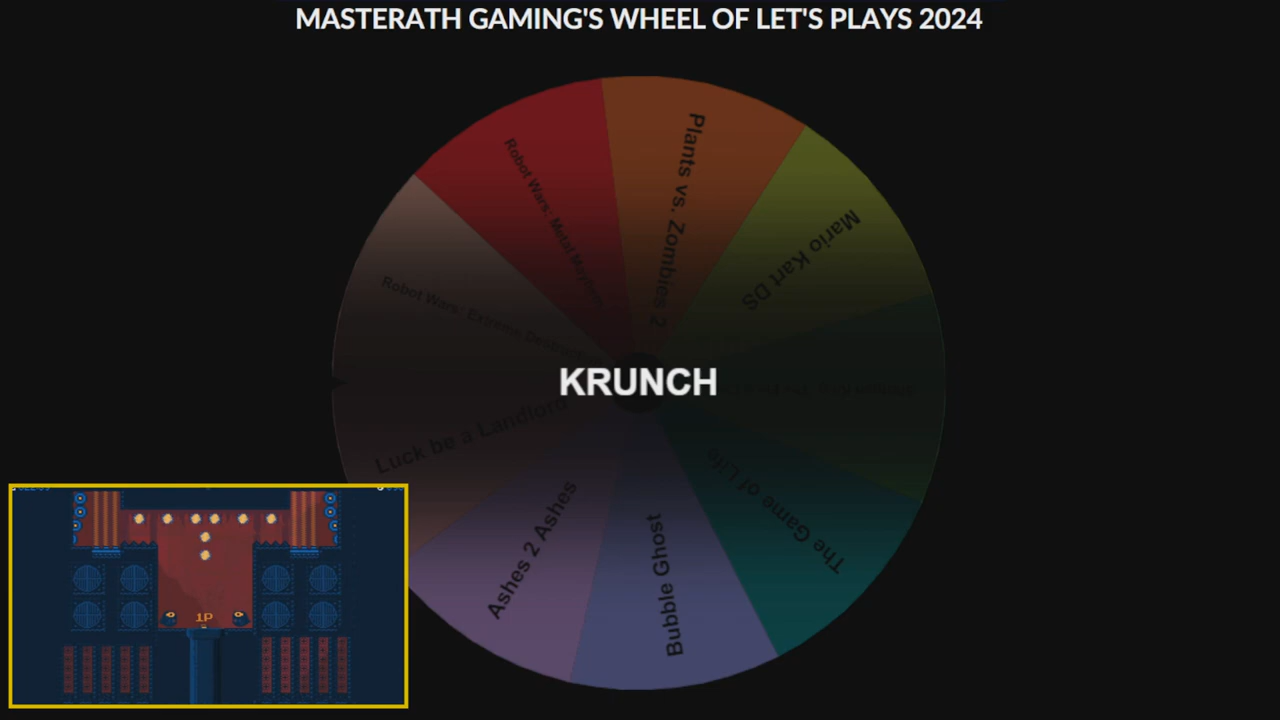 MASTERATH GAMING'S WHEEL OF LET'S PLAYS 2024
Plants vs. Zombies 2
Robot Wars: Metal Mayhem
Mario Kart DS
Robot Wars: Extreme
KRUNCH
Luck be a Landlord
The Game of Life
Ashes 2 Ashes
Bubble Ghost
1P